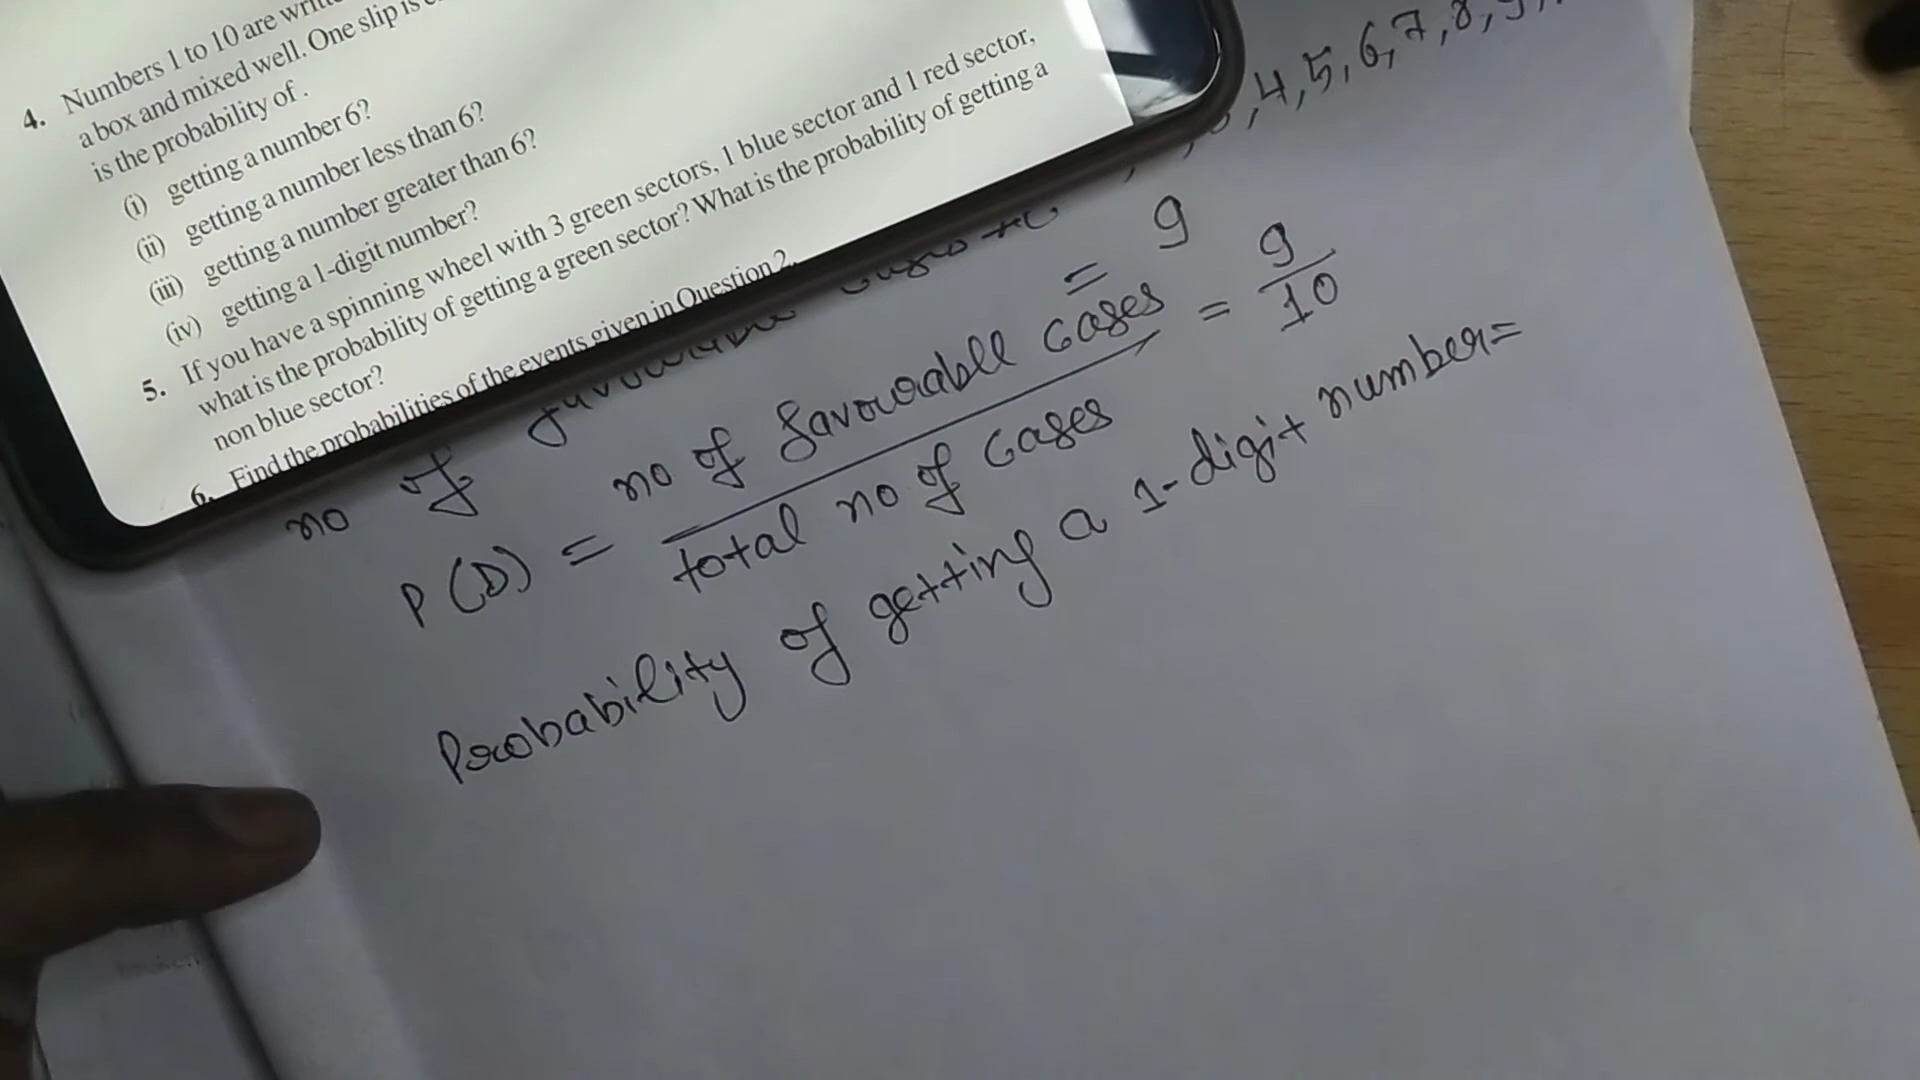 4. Numbers 1 to 10 are
a box and mixed well. One slip is
is the probability of .
(i) getting a number 6?
(ii) getting a number less than 6?
(iii) getting a number greater than 6?
(iv) getting a 1-digit number?
5. If you have a spinning wheel with 3 green sectors, 1 blue sector and 1 red sector,
what is the probability of getting a green sector? What is the probability of getting a
non blue sector?
6. Find the probabilities of the events given in Question 2.
,4,5,6,7,8,9,
no of = 9
P(D) = no of favourable cases / total no of cases = 9/10
Probability of getting a 1-digit number=